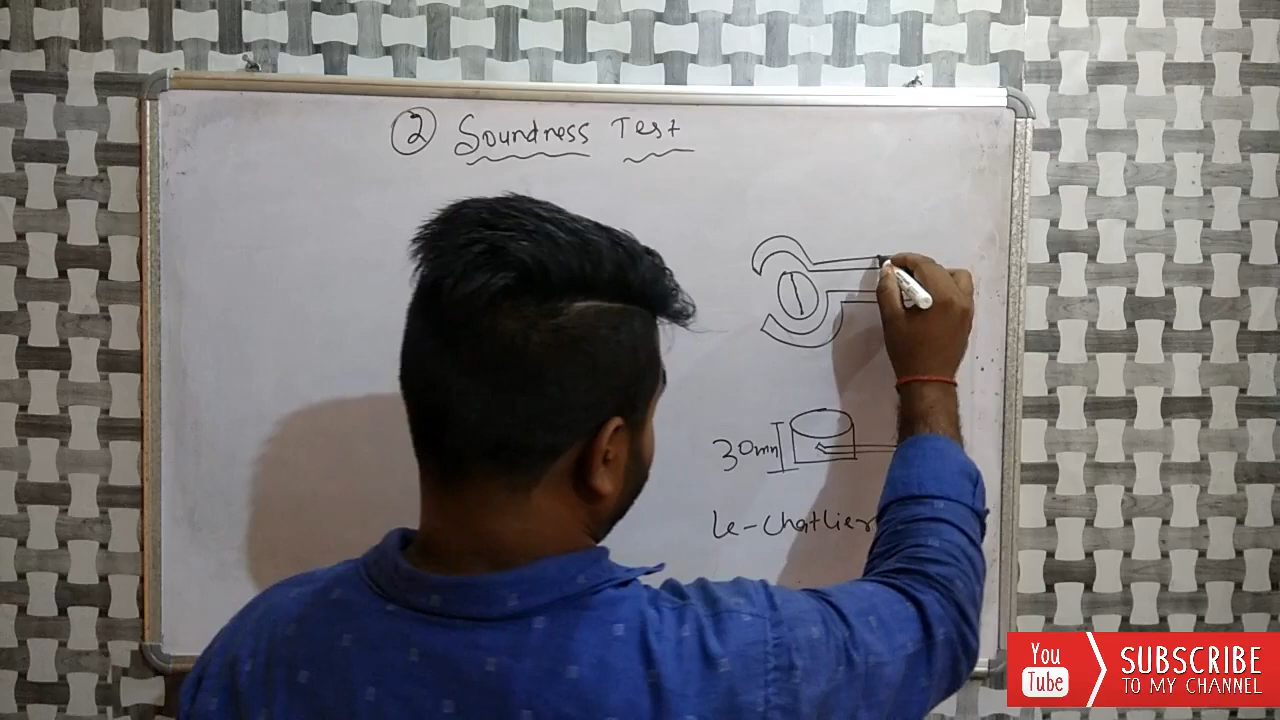 ② Soundness Test
30mm
Le-Chatlier
You Tube
SUBSCRIBE
TO MY CHANNEL